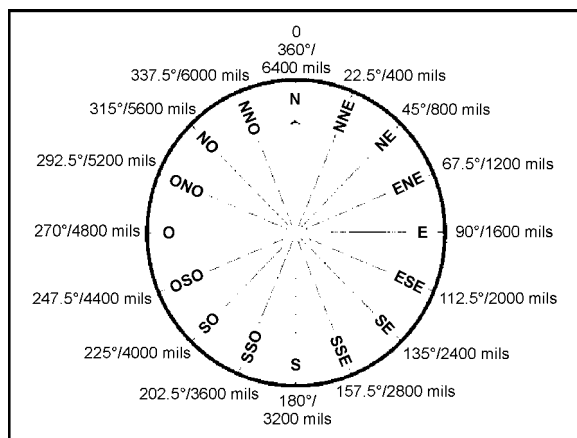 0
360°/
6400 mils
337.5°/6000 mils
22.5°/400 mils
315°/5600 mils
45°/800 mils
292.5°/5200 mils
67.5°/1200 mils
270°/4800 mils
90°/1600 mils
247.5°/4400 mils
112.5°/2000 mils
225°/4000 mils
135°/2400 mils
202.5°/3600 mils
157.5°/2800 mils
180°/
3200 mils
N
NNO
NNE
NO
NE
ONO
ENE
O
E
OSO
ESE
SO
SE
SSO
SSE
S